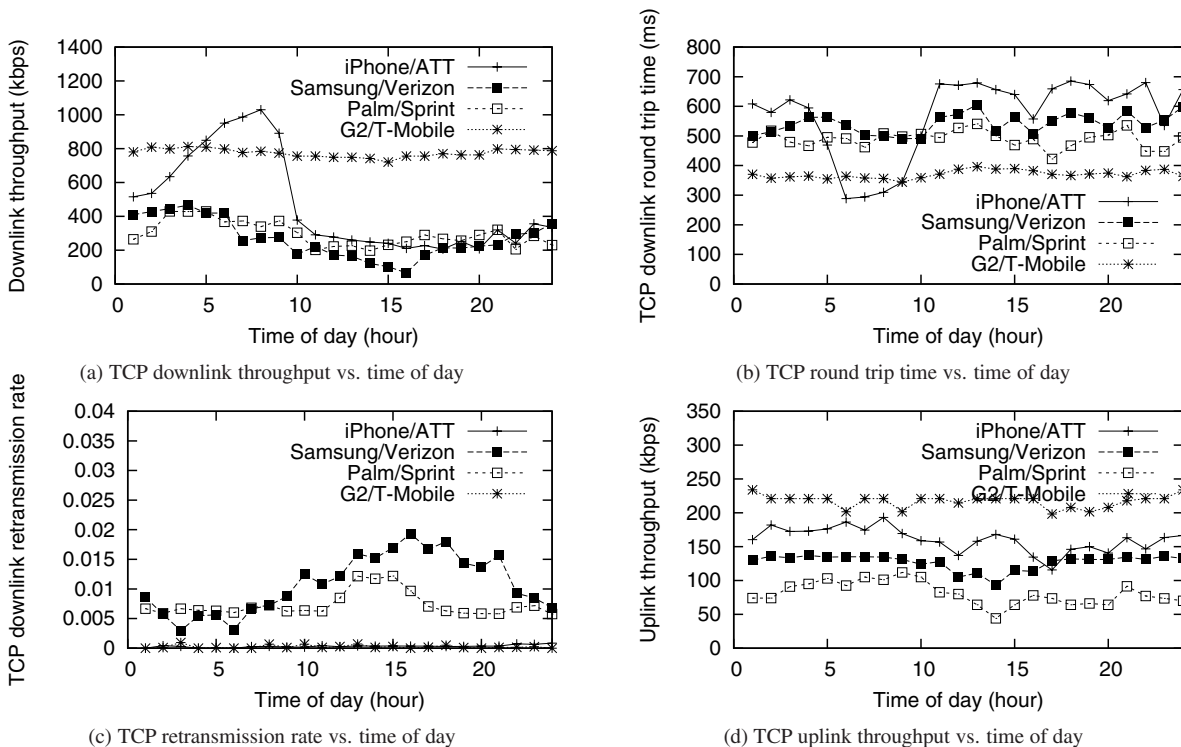 Downlink throughput (kbps)
1400
1200
1000
800
600
400
200
0
iPhone/ATT
Samsung/Verizon
Palm/Sprint
G2/T-Mobile
0 5 10 15 20
Time of day (hour)
(a) TCP downlink throughput vs. time of day
TCP downlink round trip time (ms)
800
700
600
500
400
300
200
100
0
iPhone/ATT
Samsung/Verizon
Palm/Sprint
G2/T-Mobile
0 5 10 15 20
Time of day (hour)
(b) TCP round trip time vs. time of day
TCP downlink retransmission rate
0.04
0.035
0.03
0.025
0.02
0.015
0.01
0.005
0
iPhone/ATT
Samsung/Verizon
Palm/Sprint
G2/T-Mobile
0 5 10 15 20
Time of day (hour)
(c) TCP retransmission rate vs. time of day
Uplink throughput (kbps)
350
300
250
200
150
100
50
0
iPhone/ATT
Samsung/Verizon
Palm/Sprint
G2/T-Mobile
0 5 10 15 20
Time of day (hour)
(d) TCP uplink throughput vs. time of day